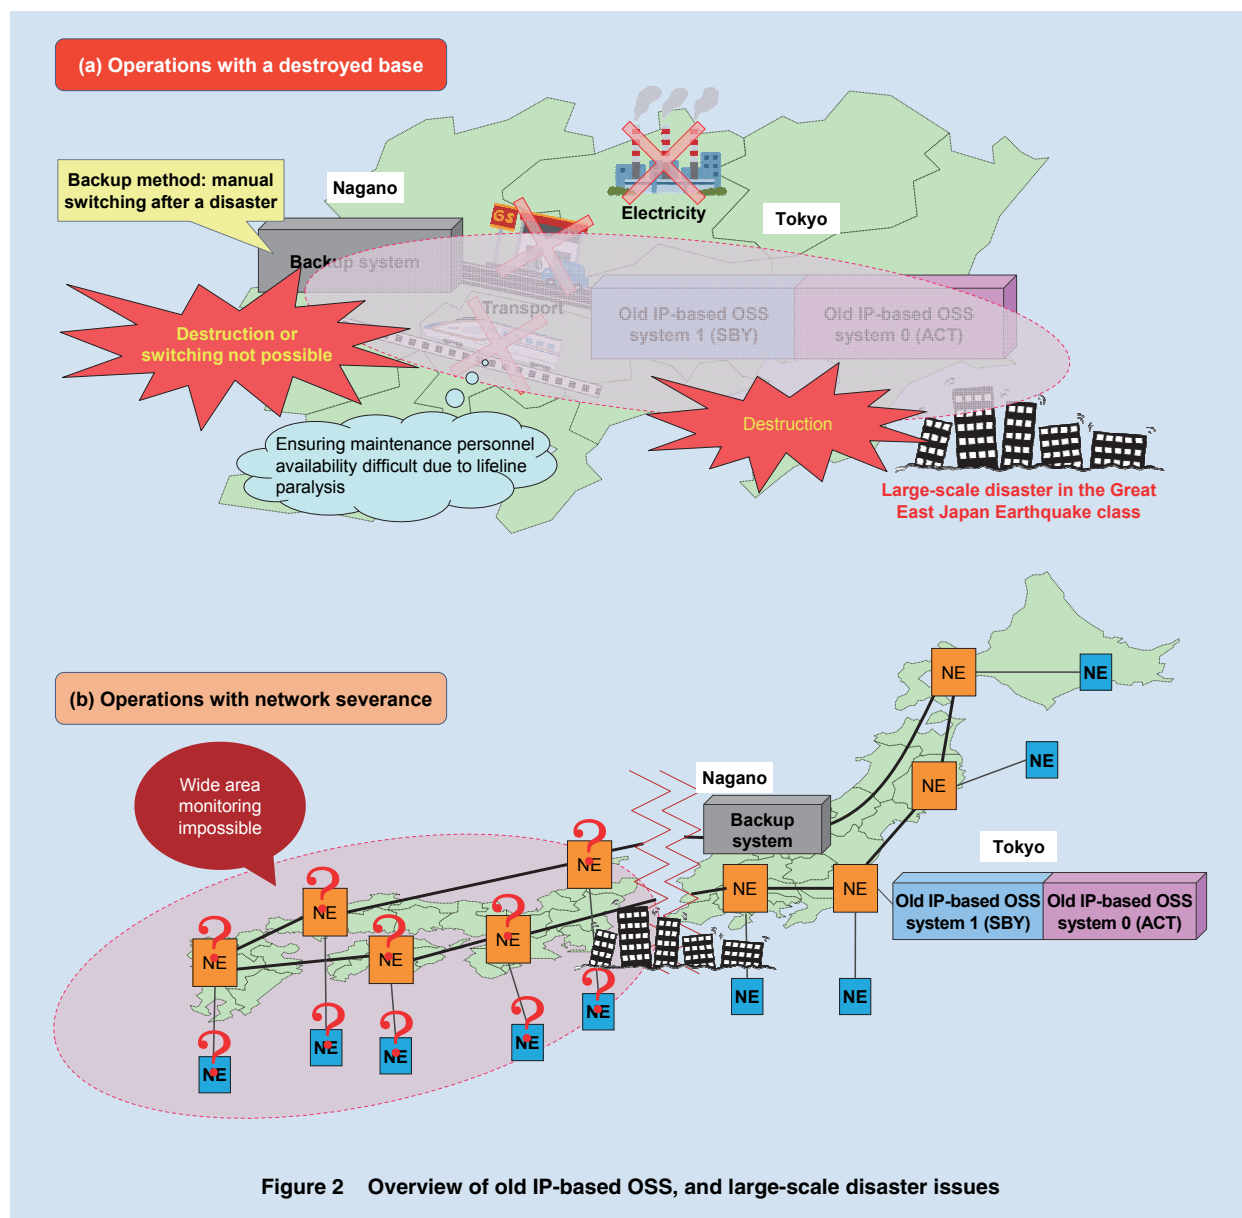 (a) Operations with a destroyed base
Backup method: manual
switching after a disaster
Nagano
GS
Electricity
Tokyo
Backup system
Transport
Old IP-based OSS
system 1 (SBY)
Old IP-based OSS
system 0 (ACT)
Destruction or
switching not possible
Destruction
Ensuring maintenance personnel
availability difficult due to lifeline
paralysis
Large-scale disaster in the Great
East Japan Earthquake class
(b) Operations with network severance
NE
NE
NE
NE
Wide area
monitoring
impossible
Nagano
Backup
system
Tokyo
?
NE
?
NE
NE
NE
Old IP-based OSS
system 1 (SBY)
Old IP-based OSS
system 0 (ACT)
?
NE
?
NE
?
NE
?
NE
NE
NE
?
NE
?
NE
?
NE
?
NE
Figure 2 Overview of old IP-based OSS, and large-scale disaster issues